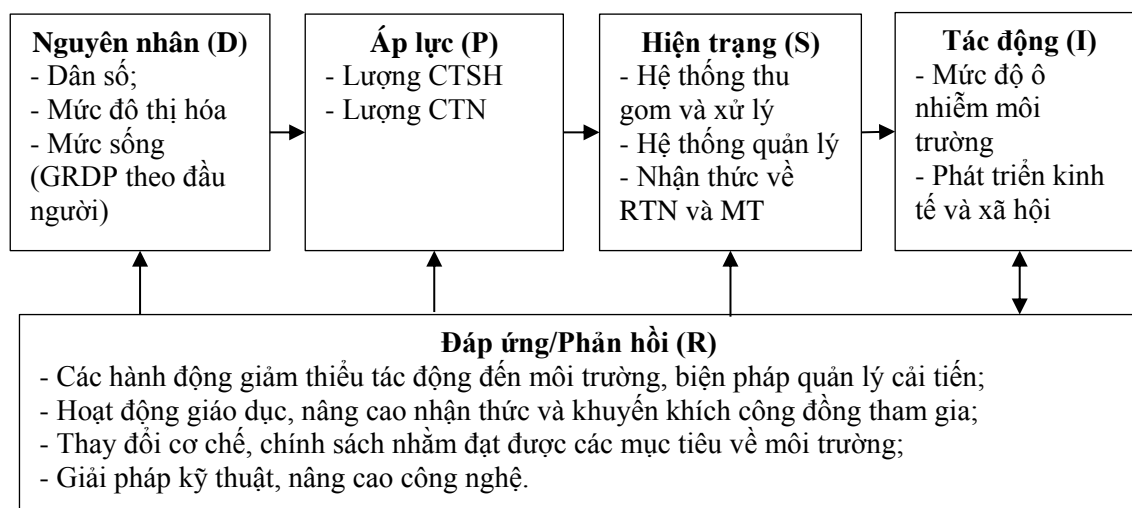 Nguyên nhân (D)
- Dân số;
- Mức đô thị hóa
- Mức sống
(GRDP theo đầu
người)
Áp lực (P)
- Lượng CTSH
- Lượng CTN
Hiện trạng (S)
- Hệ thống thu
gom và xử lý
- Hệ thống quản lý
- Nhận thức về
RTN và MT
Tác động (I)
- Mức độ ô
nhiễm môi
trường
- Phát triển kinh
tế và xã hội
Đáp ứng/Phản hồi (R)
- Các hành động giảm thiểu tác động đến môi trường, biện pháp quản lý cải tiến;
- Hoạt động giáo dục, nâng cao nhận thức và khuyến khích công đồng tham gia;
- Thay đổi cơ chế, chính sách nhằm đạt được các mục tiêu về môi trường;
- Giải pháp kỹ thuật, nâng cao công nghệ.